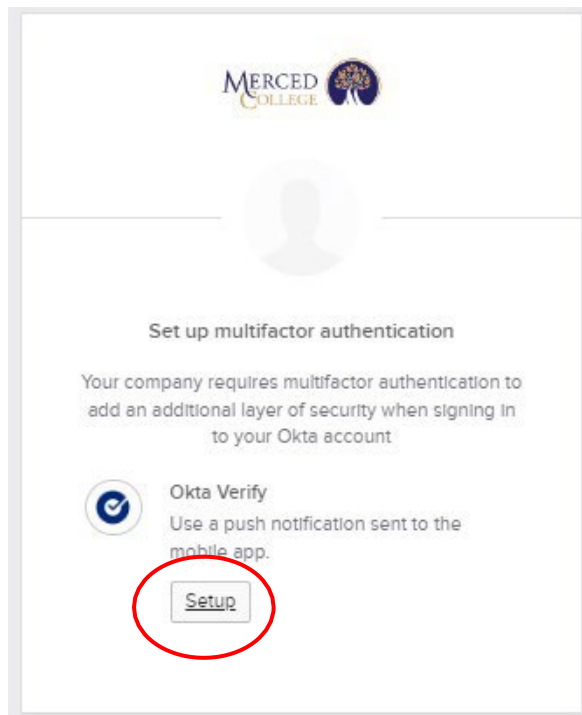 MERCED
COLLEGE
Set up multifactor authentication
Your company requires multifactor authentication to
add an additional layer of security when signing in
to your Okta account
Okta Verify
Use a push notification sent to the
mobile app.
Setup